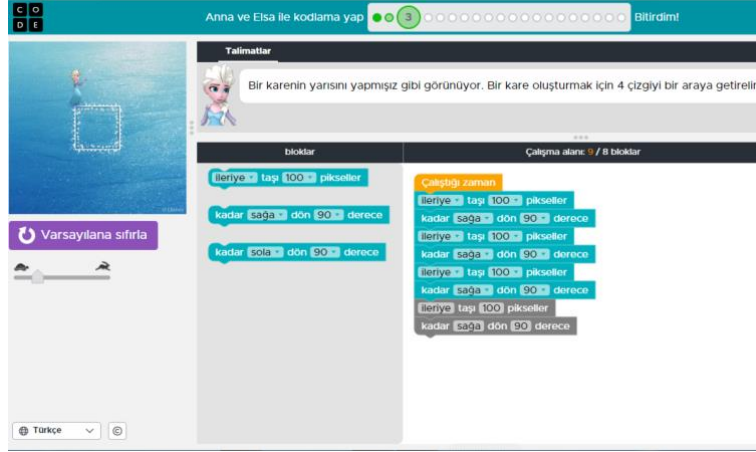 C O
D E
Anna ve Elsa ile kodlama yap
3
Bitirdim!
Talimatlar
Bir karenin yarısını yapmışız gibi görünüyor. Bir kare oluşturmak için 4 çizgiyi bir araya getirelim
bloklar
Çalışma alanı: 9 / 8 bloklar
ileriye taşı 100 pikseller
kadar sağa dön 90 derece
kadar sola dön 90 derece
Çalıştığı zaman
ileriye taşı 100 pikseller
kadar sağa dön 90 derece
ileriye taşı 100 pikseller
kadar sağa dön 90 derece
ileriye taşı 100 pikseller
kadar sağa dön 90 derece
ileriye taşı 100 pikseller
kadar sağa dön 90 derece
Varsayılana sıfırla
Türkçe
©